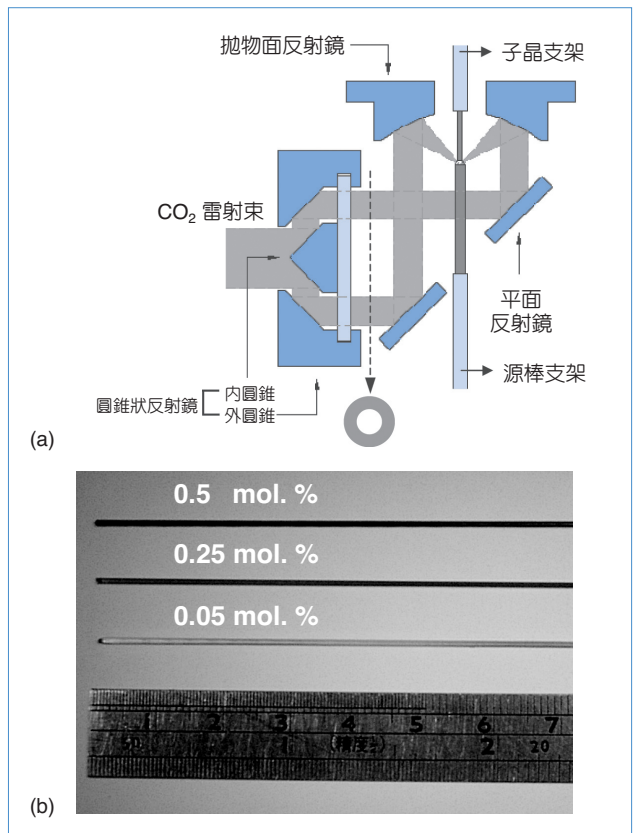 拋物面反射鏡
子晶支架
CO₂ 雷射束
平面
反射鏡
源棒支架
圓錐狀反射鏡
內圓錐
外圓錐
(a)
0.5 mol. %
0.25 mol. %
0.05 mol. %
1 2 3 4 5 6 7
1 2 20
(b)